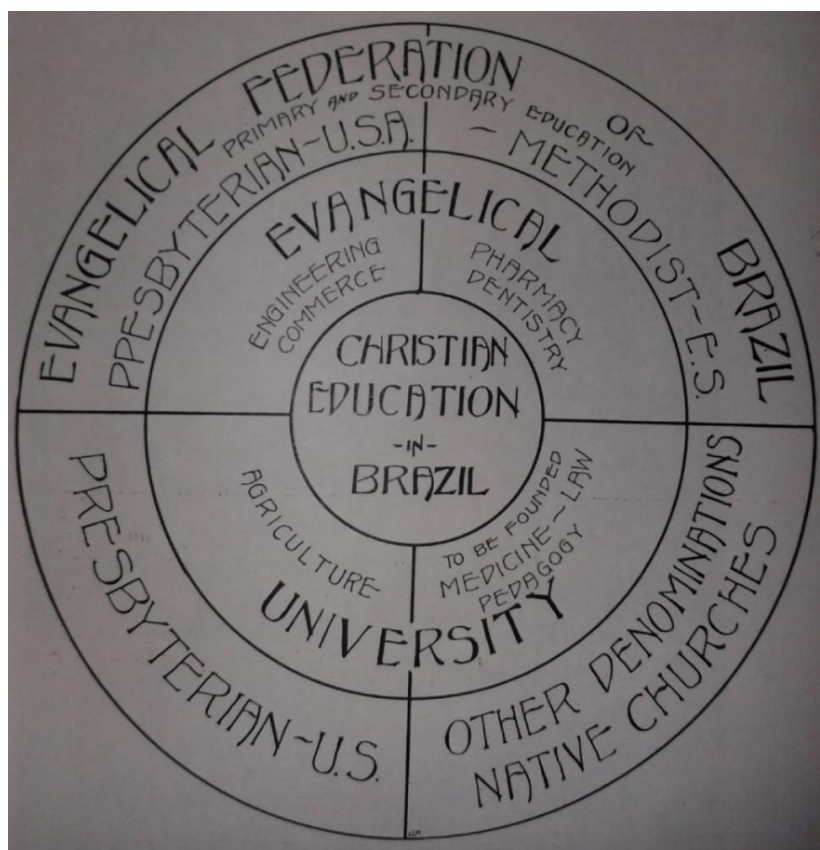 EVANGELICAL FEDERATION OF BRAZIL
PRIMARY AND SECONDARY EDUCATION
PPESBYTERIAN~U.S.A.
~METHODIST~E.S.
EVANGELICAL
ENGINEERING
COMMERCE
PHARMACY
DENTISTRY
CHRISTIAN
EDUCATION
-IN-
BRAZIL
AGRICULTURE
TO BE FOUNDED
MEDICINE~LAW
PEDAGOGY
UNIVERSITY
PRESBYTERIAN~U.S.
OTHER DENOMINATIONS
NATIVE CHURCHES